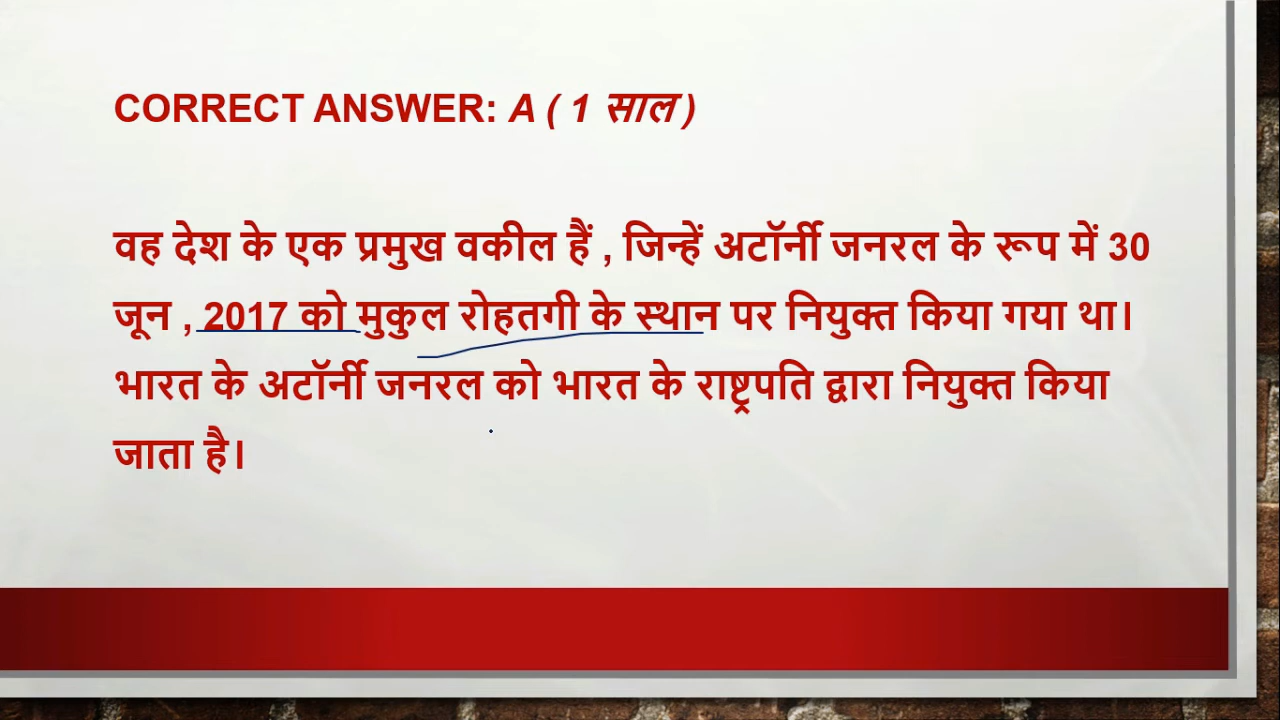 CORRECT ANSWER: A ( 1 साल )
वह देश के एक प्रमुख वकील हैं , जिन्हें अटॉर्नी जनरल के रूप में 30
जून , 2017 को मुकुल रोहतगी के स्थान पर नियुक्त किया गया था।
भारत के अटॉर्नी जनरल को भारत के राष्ट्रपति द्वारा नियुक्त किया
जाता है।